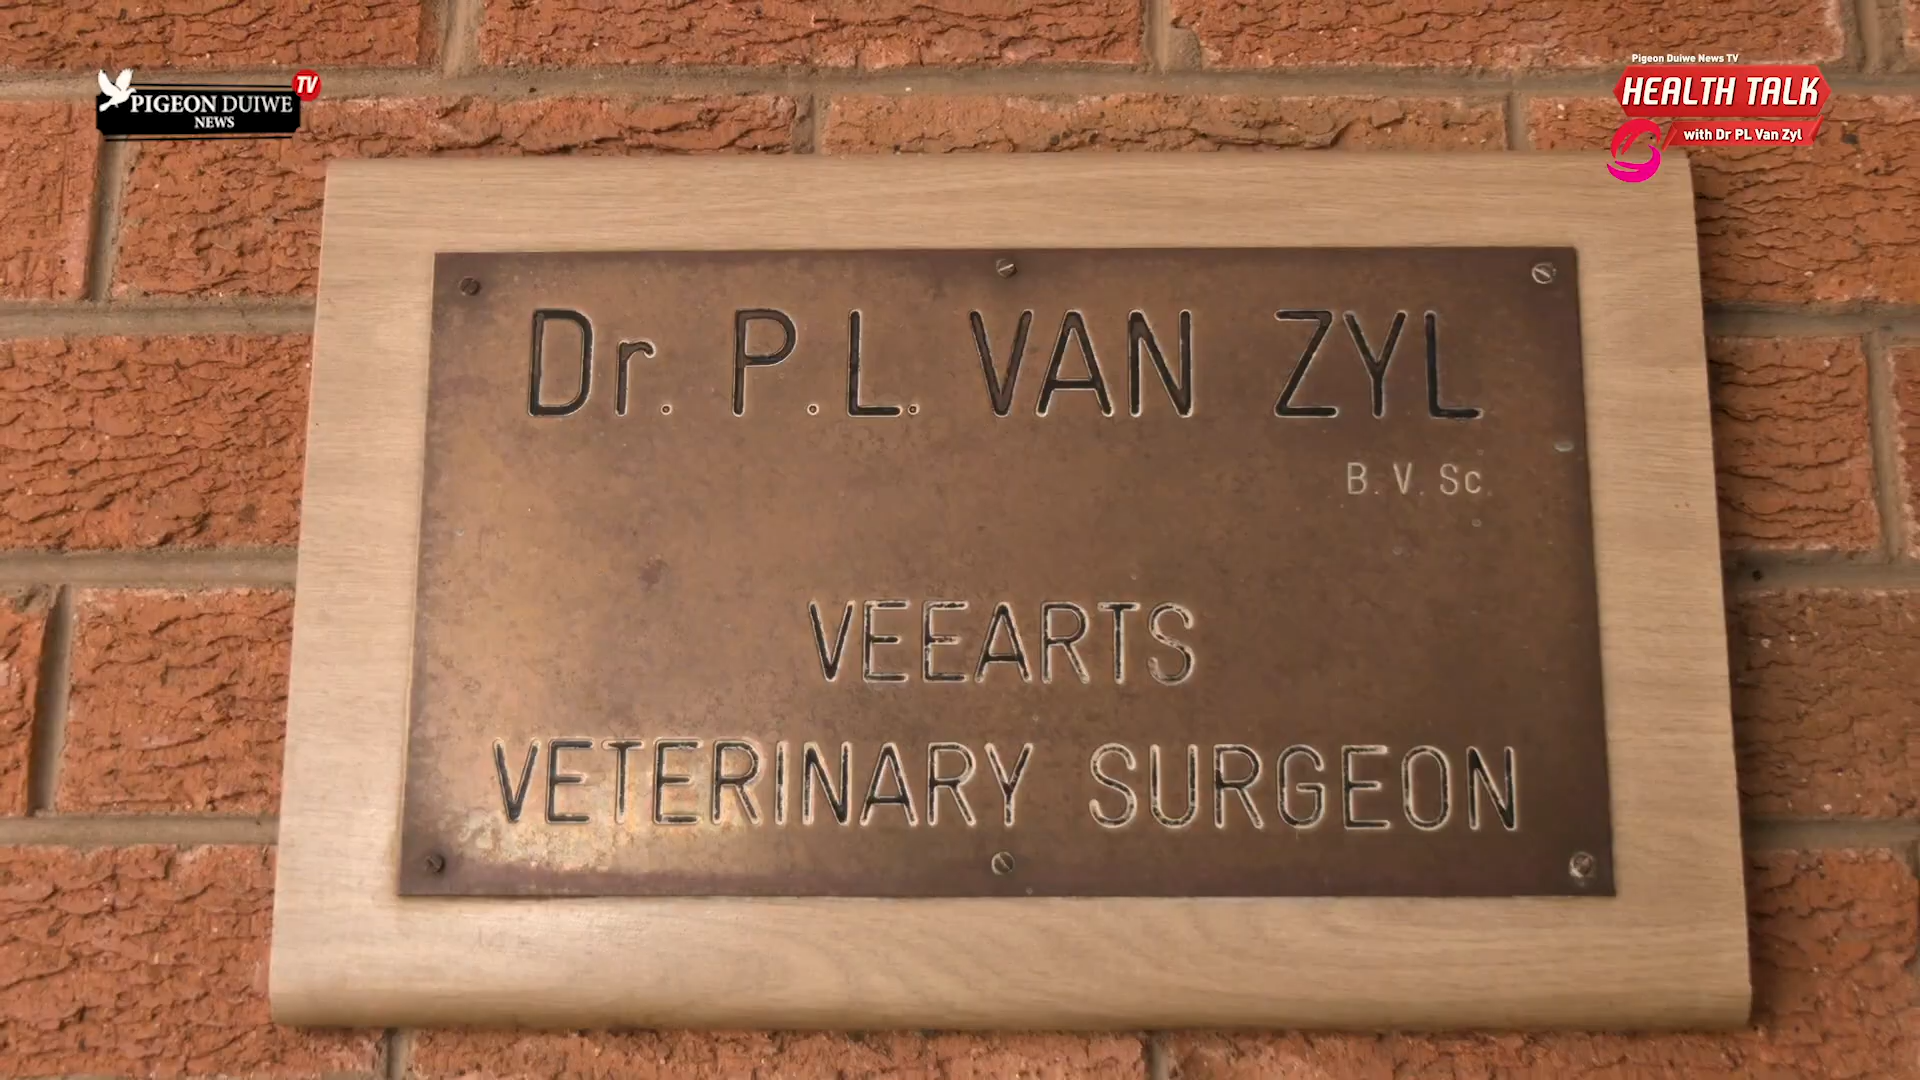 PIGEON DUIWE
NEWS
TV
Pigeon Duiwe News TV
HEALTH TALK
with Dr PL Van Zyl
Dr. P.L. VAN ZYL
B. V. Sc
VEEARTS
VETERINARY SURGEON